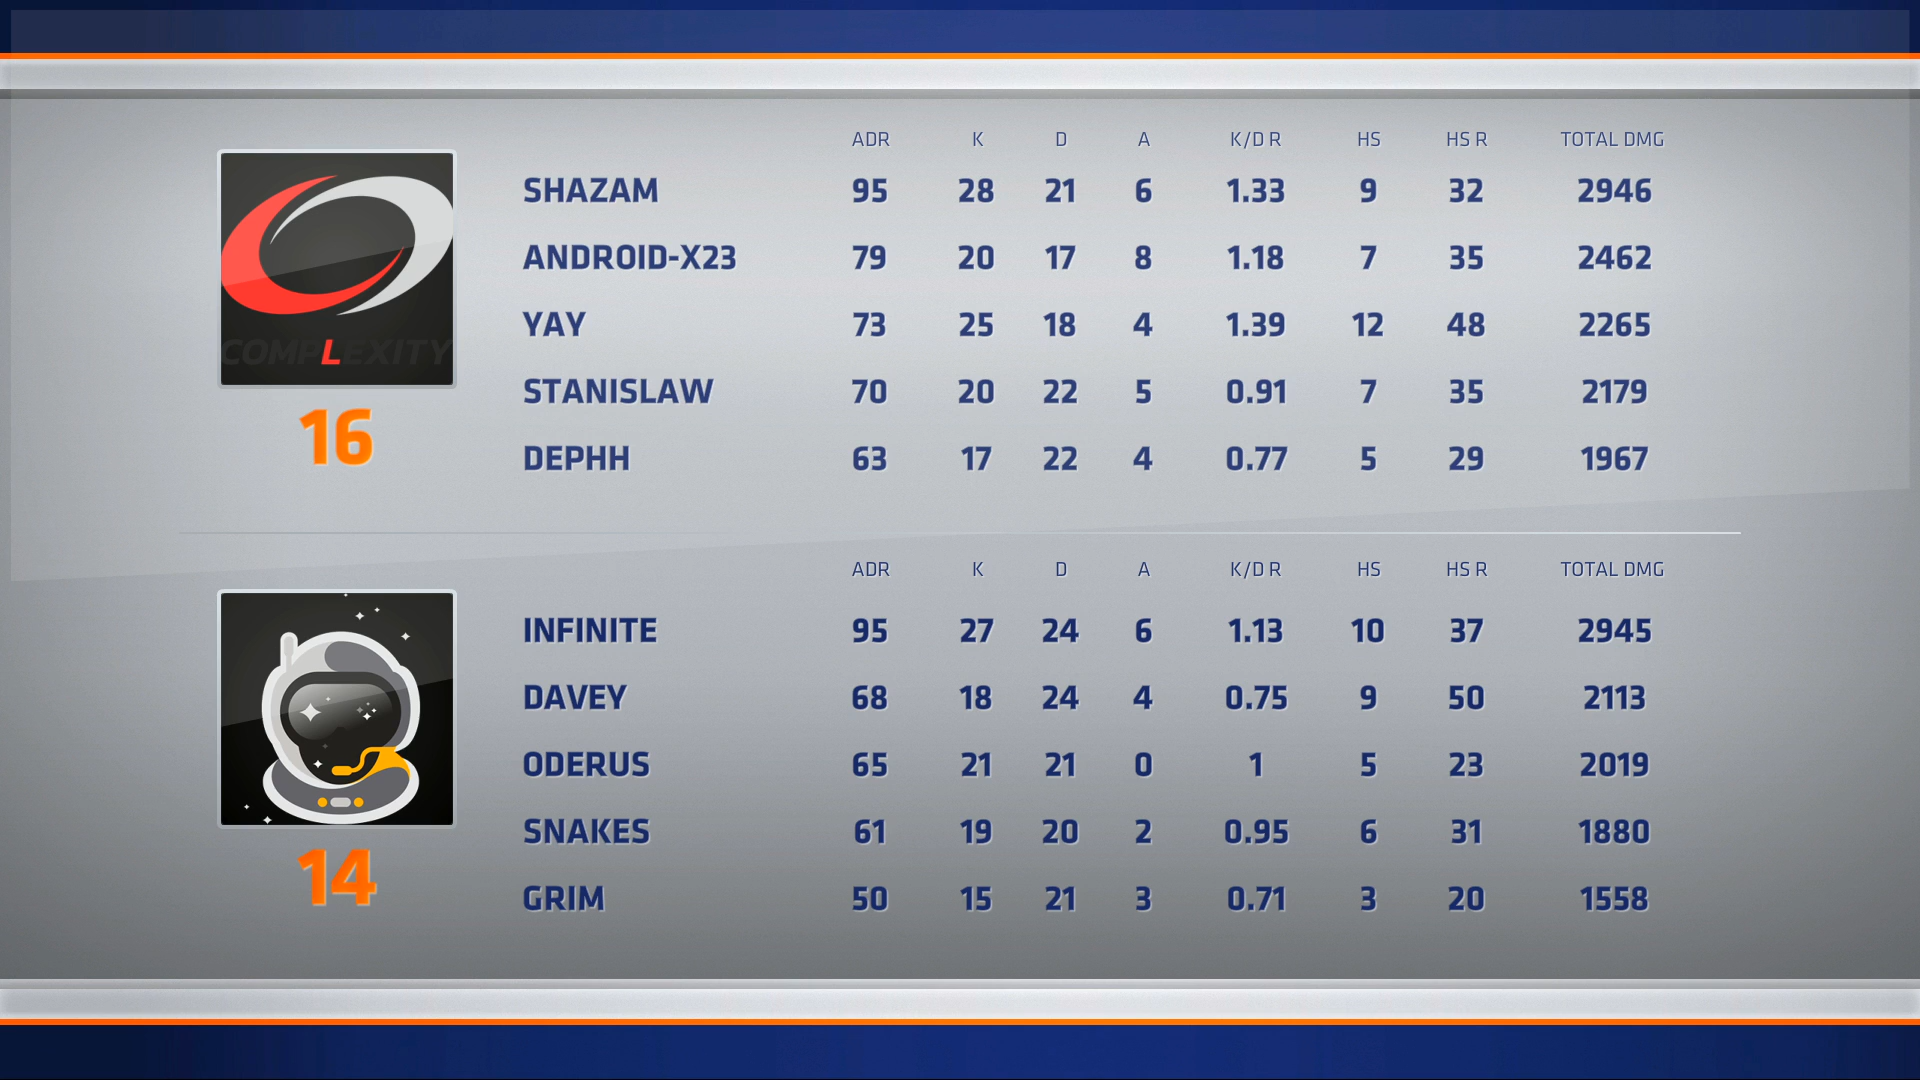 ADR K D A K/D R HS HS R TOTAL DMG
SHAZAM 95 28 21 6 1.33 9 32 2946
ANDROID-X23 79 20 17 8 1.18 7 35 2462
YAY 73 25 18 4 1.39 12 48 2265
STANISLAW 70 20 22 5 0.91 7 35 2179
DEPHH 63 17 22 4 0.77 5 29 1967
COMPLEXITY
16
ADR K D A K/D R HS HS R TOTAL DMG
INFINITE 95 27 24 6 1.13 10 37 2945
DAVEY 68 18 24 4 0.75 9 50 2113
ODERUS 65 21 21 0 1 5 23 2019
SNAKES 61 19 20 2 0.95 6 31 1880
GRIM 50 15 21 3 0.71 3 20 1558
14